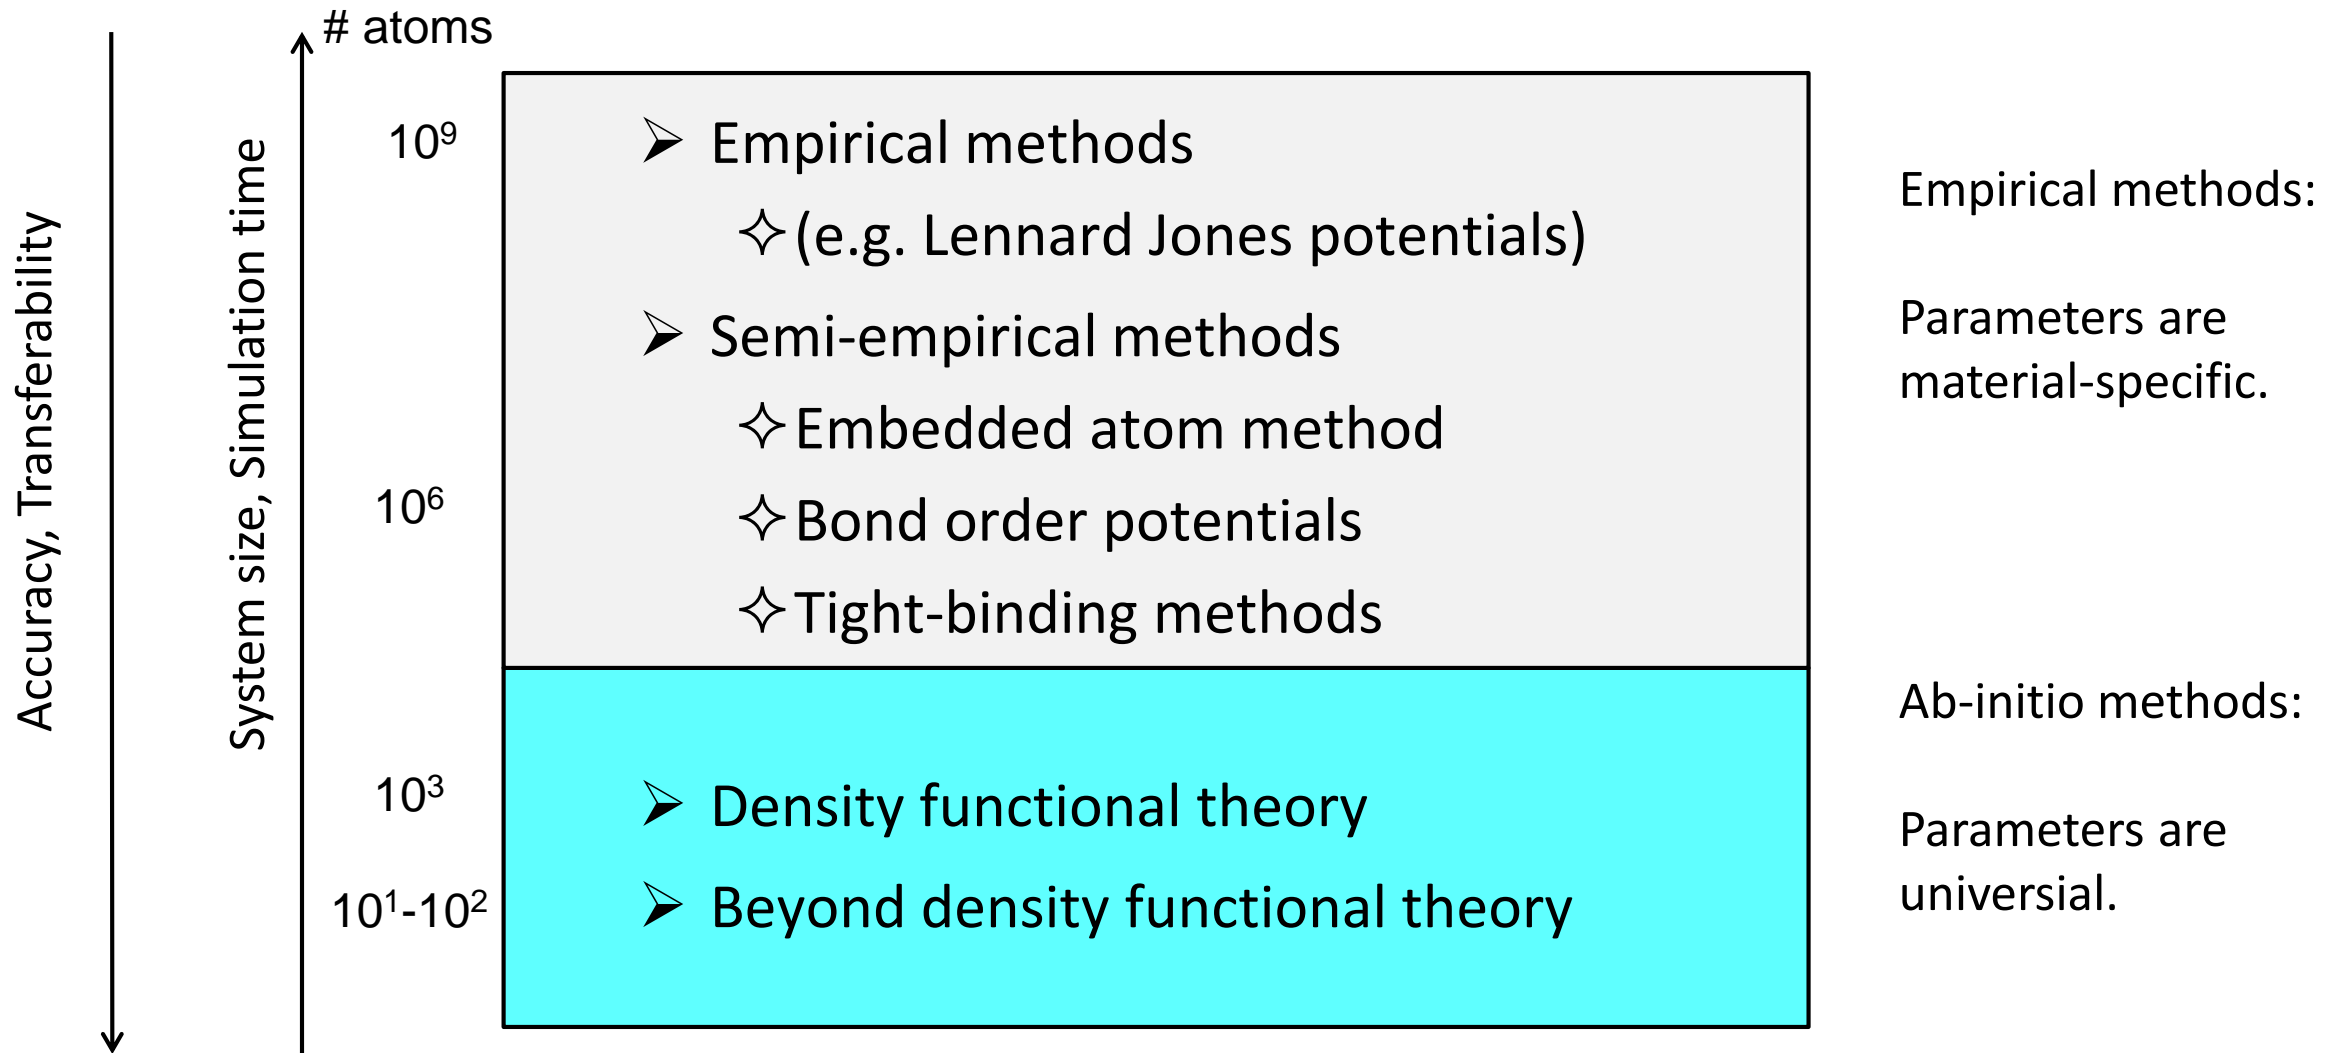 # atoms
Accuracy, Transferability
System size, Simulation time
10⁹
10⁶
10³
10¹-10²
➢ Empirical methods
✧(e.g. Lennard Jones potentials)
➢ Semi-empirical methods
✧Embedded atom method
✧Bond order potentials
✧Tight-binding methods
➢ Density functional theory
➢ Beyond density functional theory
Empirical methods:
Parameters are
material-specific.
Ab-initio methods:
Parameters are
universial.